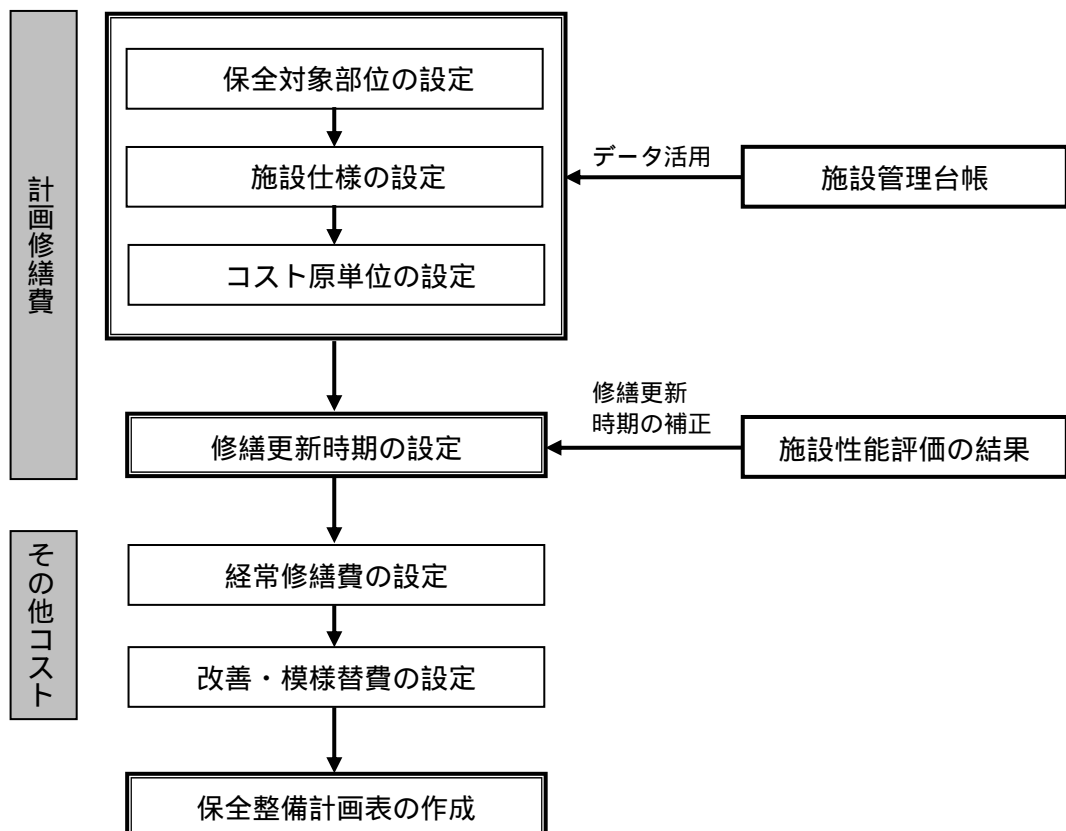 計画修繕費
保全対象部位の設定
施設仕様の設定
コスト原単位の設定
データ活用
施設管理台帳
修繕更新時期の設定
修繕更新
時期の補正
施設性能評価の結果
その他コスト
経常修繕費の設定
改善・模様替費の設定
保全整備計画表の作成